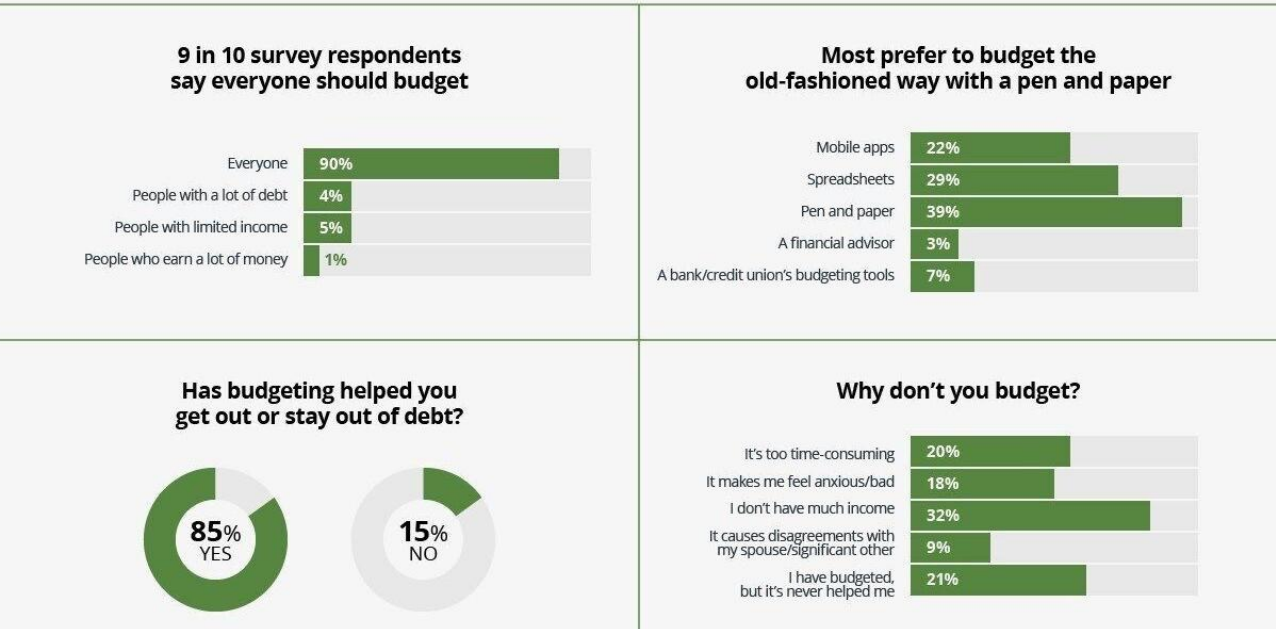 9 in 10 survey respondents
say everyone should budget
Everyone 90%
People with a lot of debt 4%
People with limited income 5%
People who earn a lot of money 1%
Most prefer to budget the
old-fashioned way with a pen and paper
Mobile apps 22%
Spreadsheets 29%
Pen and paper 39%
A financial advisor 3%
A bank/credit union's budgeting tools 7%
Has budgeting helped you
get out or stay out of debt?
85%
YES
15%
NO
Why don't you budget?
It's too time-consuming 20%
It makes me feel anxious/bad 18%
I don't have much income 32%
It causes disagreements with
my spouse/significant other 9%
I have budgeted,
but it's never helped me 21%